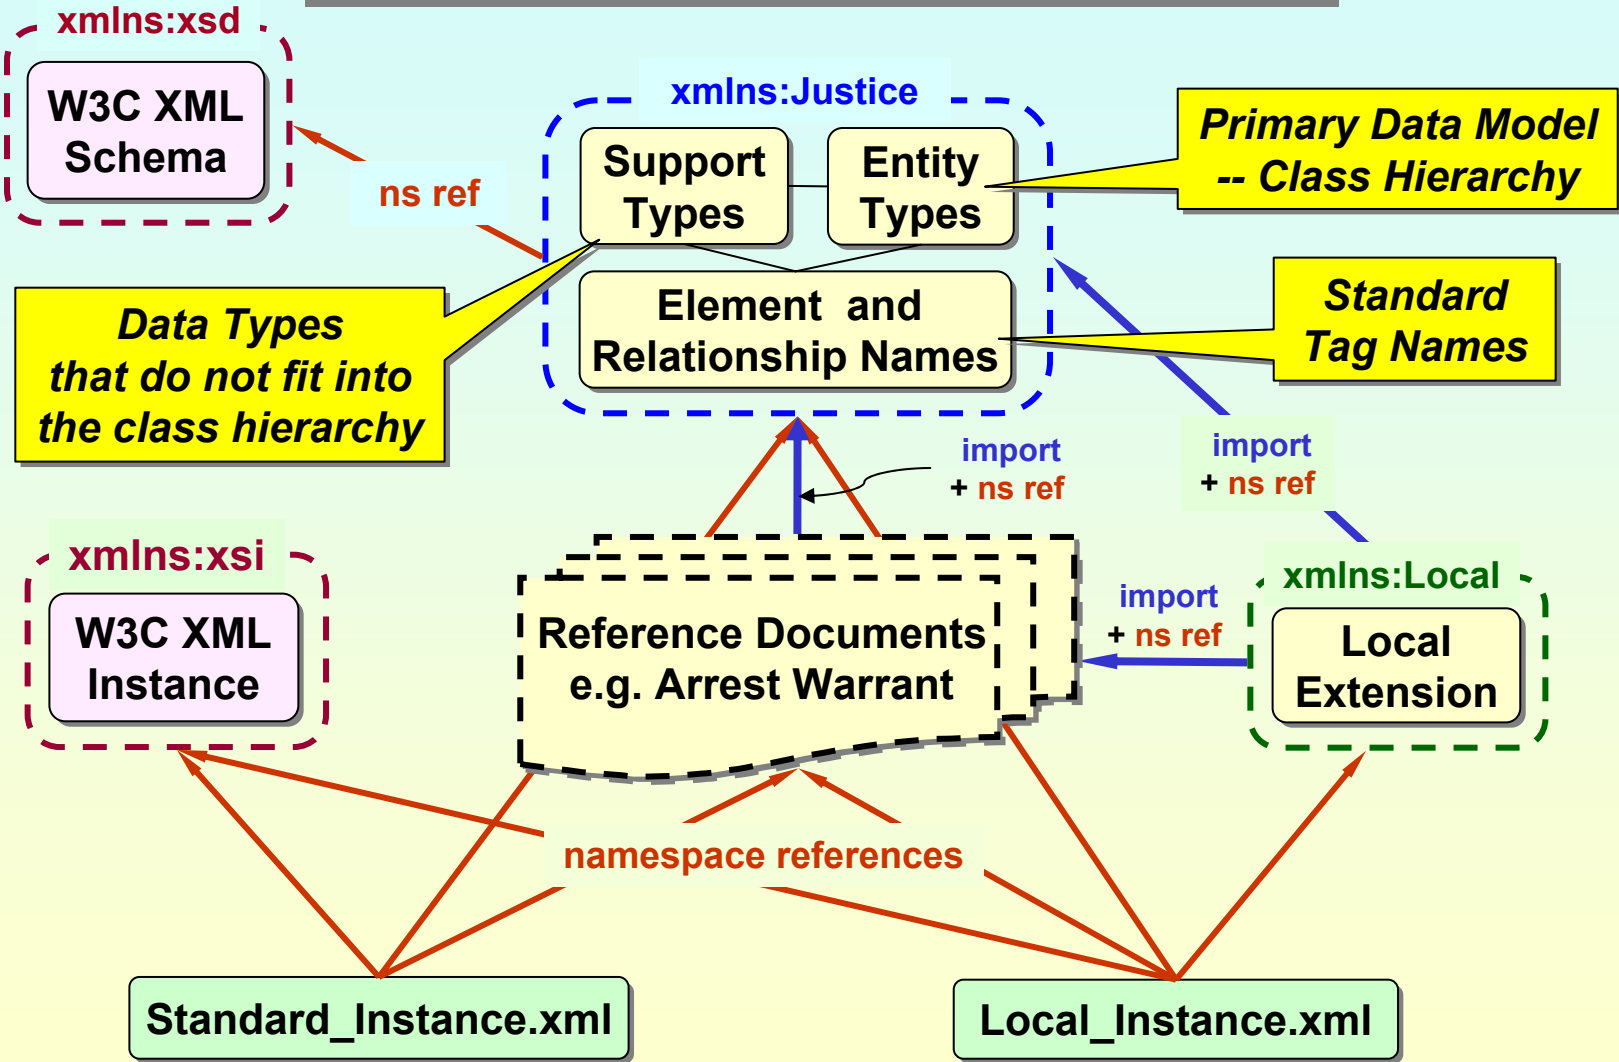 xmlns:xsd
W3C XML
Schema
ns ref
xmlns:Justice
Support
Types
Entity
Types
Primary Data Model
-- Class Hierarchy
Element and
Relationship Names
Standard
Tag Names
Data Types
that do not fit into
the class hierarchy
import
+ ns ref
import
+ ns ref
xmlns:xsi
W3C XML
Instance
Reference Documents
e.g. Arrest Warrant
import
+ ns ref
xmlns:Local
Local
Extension
namespace references
Standard_Instance.xml
Local_Instance.xml